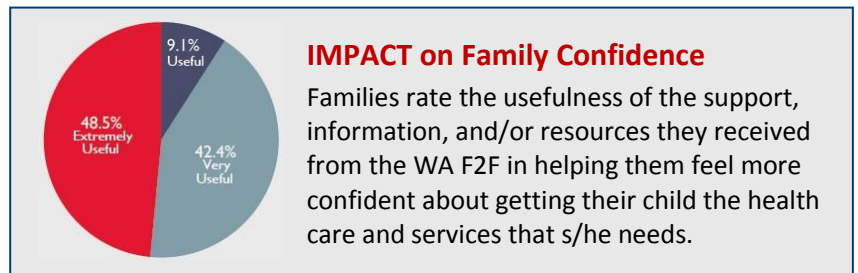 9.1%
Useful
48.5%
Extremely
Useful
42.4%
Very
Useful
IMPACT on Family Confidence
Families rate the usefulness of the support,
information, and/or resources they received
from the WA F2F in helping them feel more
confident about getting their child the health
care and services that s/he needs.